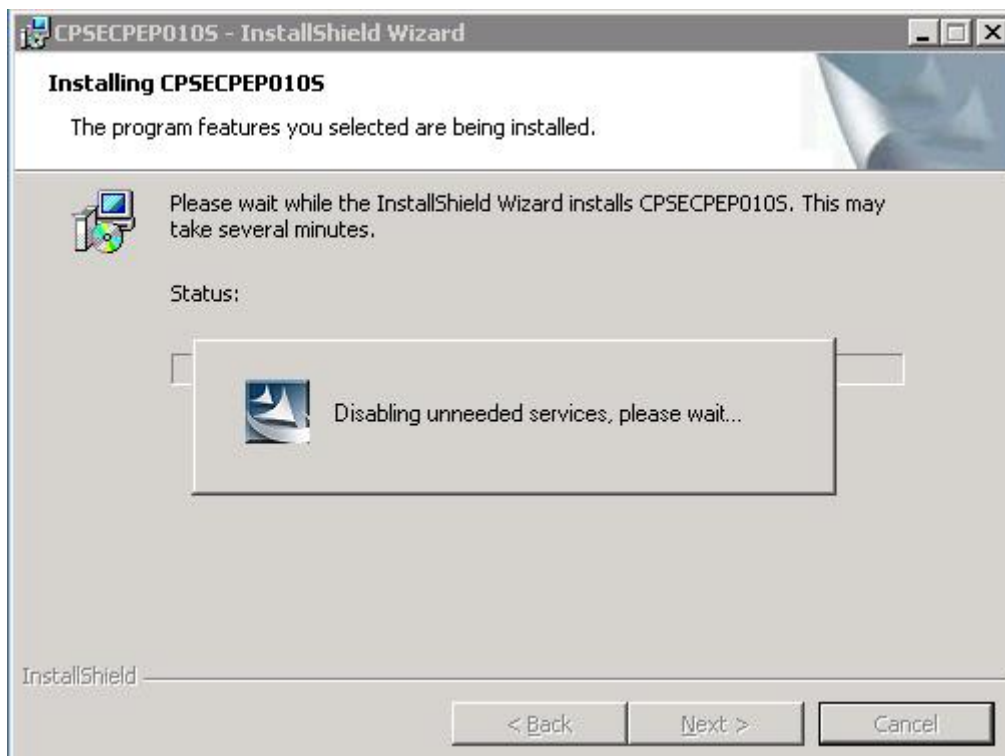 CPSECPEP010S - InstallShield Wizard
Installing CPSECPEP010S
The program features you selected are being installed.
Please wait while the InstallShield Wizard installs CPSECPEP010S. This may
take several minutes.
Status:
Disabling unneeded services, please wait...
InstallShield
< Back
Next >
Cancel